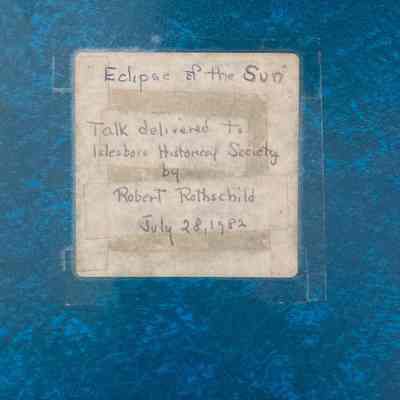 "Eclipse of the Sun"
Talk delivered to
Islesboro Historical Society
by
Robert Rothschild
July 28, 1982